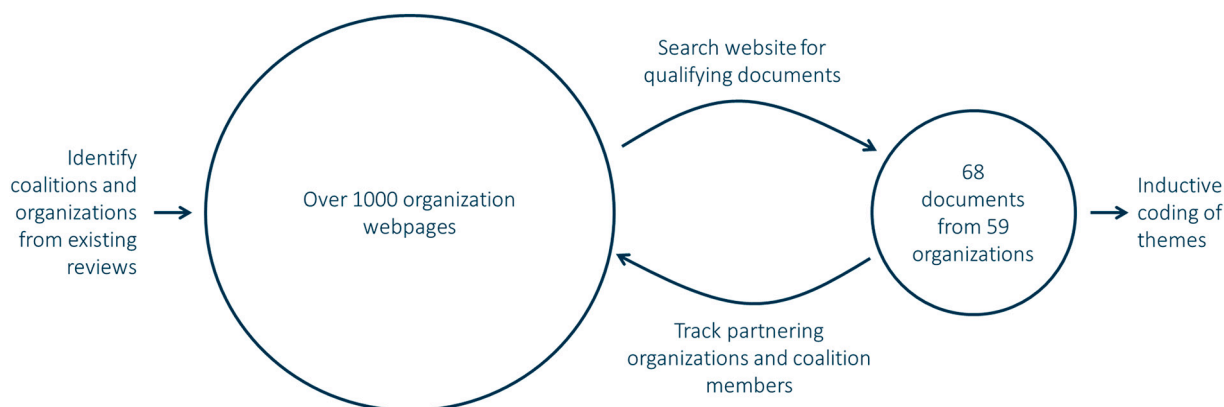 Identify
coalitions and
organizations
from existing
reviews
Over 1000 organization
webpages
Search website for
qualifying documents
Track partnering
organizations and coalition
members
68
documents
from 59
organizations
Inductive
coding of
themes